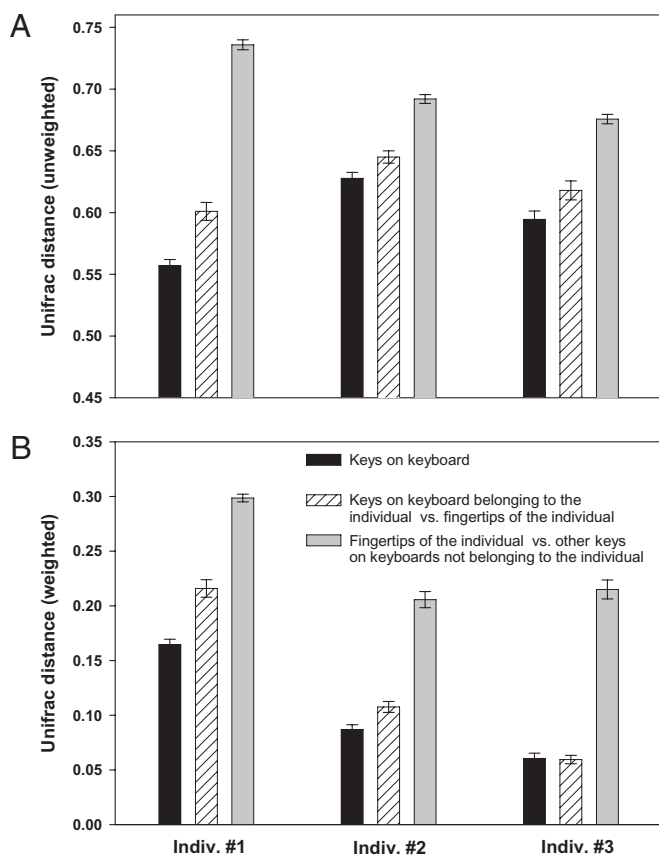 A
Unifrac distance (unweighted)
0.75
0.70
0.65
0.60
0.55
0.50
0.45
B
Unifrac distance (weighted)
0.35
0.30
0.25
0.20
0.15
0.10
0.05
0.00
Keys on keyboard
Keys on keyboard belonging to the
individual vs. fingertips of the individual
Fingertips of the individual vs. other keys
on keyboards not belonging to the individual
Indiv. #1
Indiv. #2
Indiv. #3